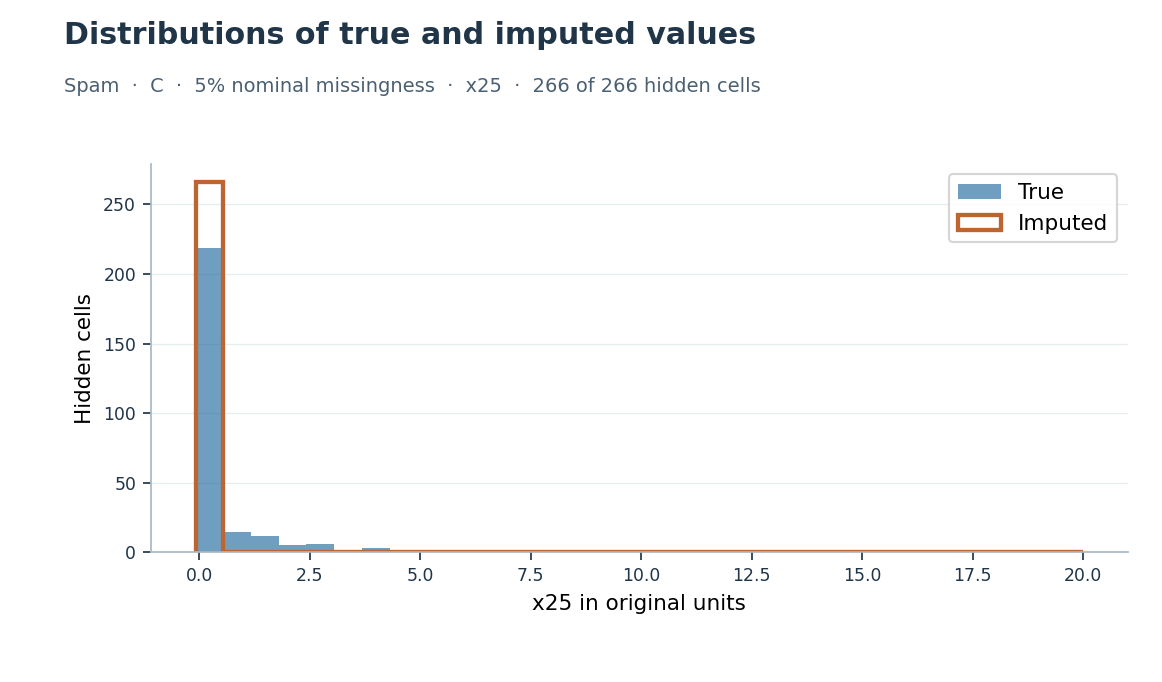 Distributions of true and imputed values
Spam · C · 5% nominal missingness · x25 · 266 of 266 hidden cells
True
Imputed
Hidden cells
250
200
150
100
50
0
0.0 2.5 5.0 7.5 10.0 12.5 15.0 17.5 20.0
x25 in original units